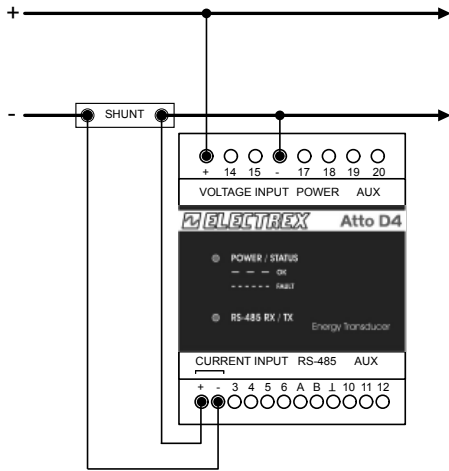 +
-
SHUNT
+ 14 15 - 17 18 19 20
VOLTAGE INPUT POWER AUX
ELECTREX Atto D4
POWER / STATUS
— — — OK
------ FAULT
RS-485 RX / TX
Energy Transducer
CURRENT INPUT RS-485 AUX
+ - 3 4 5 6 A B ⊥ 10 11 12